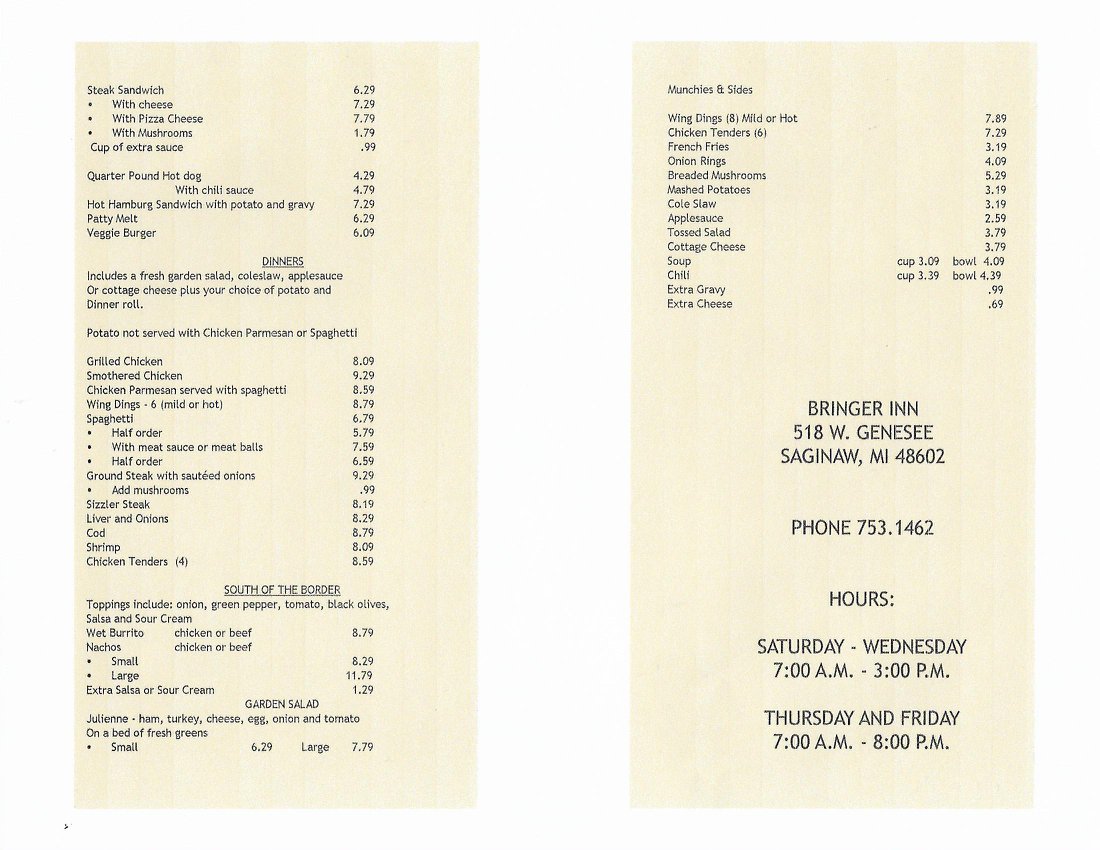 Steak Sandwich 6.29
• With cheese 7.29
• With Pizza Cheese 7.79
• With Mushrooms 1.79
Cup of extra sauce .99
Quarter Pound Hot dog 4.29
With chili sauce 4.79
Hot Hamburg Sandwich with potato and gravy 7.29
Patty Melt 6.29
Veggie Burger 6.09
DINNERS
Includes a fresh garden salad, coleslaw, applesauce
Or cottage cheese plus your choice of potato and
Dinner roll.
Potato not served with Chicken Parmesan or Spaghetti
Grilled Chicken 8.09
Smothered Chicken 9.29
Chicken Parmesan served with spaghetti 8.59
Wing Dings - 6 (mild or hot) 8.79
Spaghetti 6.79
• Half order 5.79
• With meat sauce or meat balls 7.59
• Half order 6.59
Ground Steak with sautéed onions 9.29
• Add mushrooms .99
Sizzler Steak 8.19
Liver and Onions 8.29
Cod 8.79
Shrimp 8.09
Chicken Tenders (4) 8.59
SOUTH OF THE BORDER
Toppings include: onion, green pepper, tomato, black olives,
Salsa and Sour Cream
Wet Burrito chicken or beef 8.79
Nachos chicken or beef
• Small 8.29
• Large 11.79
Extra Salsa or Sour Cream 1.29
GARDEN SALAD
Julienne - ham, turkey, cheese, egg, onion and tomato
On a bed of fresh greens
• Small 6.29 Large 7.79
Munchies & Sides
Wing Dings (8) Mild or Hot 7.89
Chicken Tenders (6) 7.29
French Fries 3.19
Onion Rings 4.09
Breaded Mushrooms 5.29
Mashed Potatoes 3.19
Cole Slaw 3.19
Applesauce 2.59
Tossed Salad 3.79
Cottage Cheese 3.79
Soup cup 3.09 bowl 4.09
Chili cup 3.39 bowl 4.39
Extra Gravy .99
Extra Cheese .69
BRINGER INN
518 W. GENESEE
SAGINAW, MI 48602
PHONE 753.1462
HOURS:
SATURDAY - WEDNESDAY
7:00 A.M. - 3:00 P.M.
THURSDAY AND FRIDAY
7:00 A.M. - 8:00 P.M.